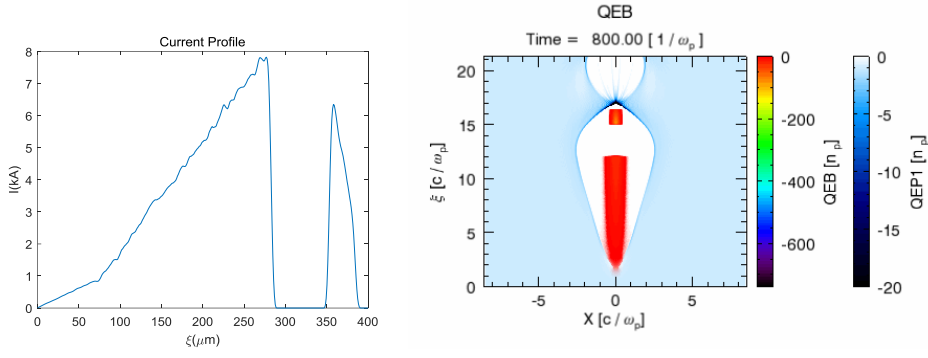 Current Profile
8
7
6
5
4
3
2
1
0
I(kA)
0 50 100 150 200 250 300 350 400
ξ(μm)
QEB
Time = 800.00 [ 1 / ω_p ]
20
15
10
5
0
ξ [ c / ω_p ]
-5 0 5
X [ c / ω_p ]
0
-200
-400
-600
QEB [ n_p ]
0
-5
-10
-15
-20
QEP1 [ n_p ]